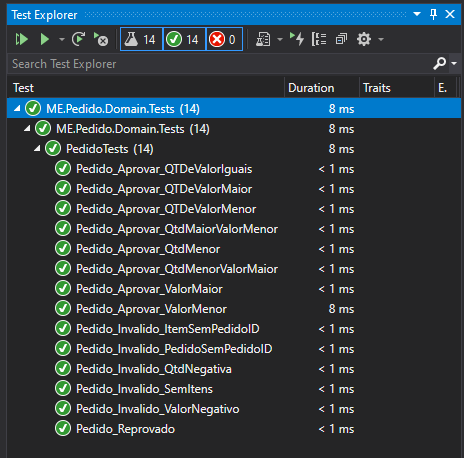 Test Explorer
14 14 0
Search Test Explorer
Test Duration Traits E.
ME.Pedido.Domain.Tests (14) 8 ms
ME.Pedido.Domain.Tests (14) 8 ms
PedidoTests (14) 8 ms
Pedido_Aprovar_QTDeValorIguais < 1 ms
Pedido_Aprovar_QTDeValorMaior < 1 ms
Pedido_Aprovar_QTDeValorMenor < 1 ms
Pedido_Aprovar_QtdMaiorValorMenor < 1 ms
Pedido_Aprovar_QtdMenor < 1 ms
Pedido_Aprovar_QtdMenorValorMaior < 1 ms
Pedido_Aprovar_ValorMaior < 1 ms
Pedido_Aprovar_ValorMenor 8 ms
Pedido_Invalido_ItemSemPedidoID < 1 ms
Pedido_Invalido_PedidoSemPedidoID < 1 ms
Pedido_Invalido_QtdNegativa < 1 ms
Pedido_Invalido_SemItens < 1 ms
Pedido_Invalido_ValorNegativo < 1 ms
Pedido_Reprovado < 1 ms